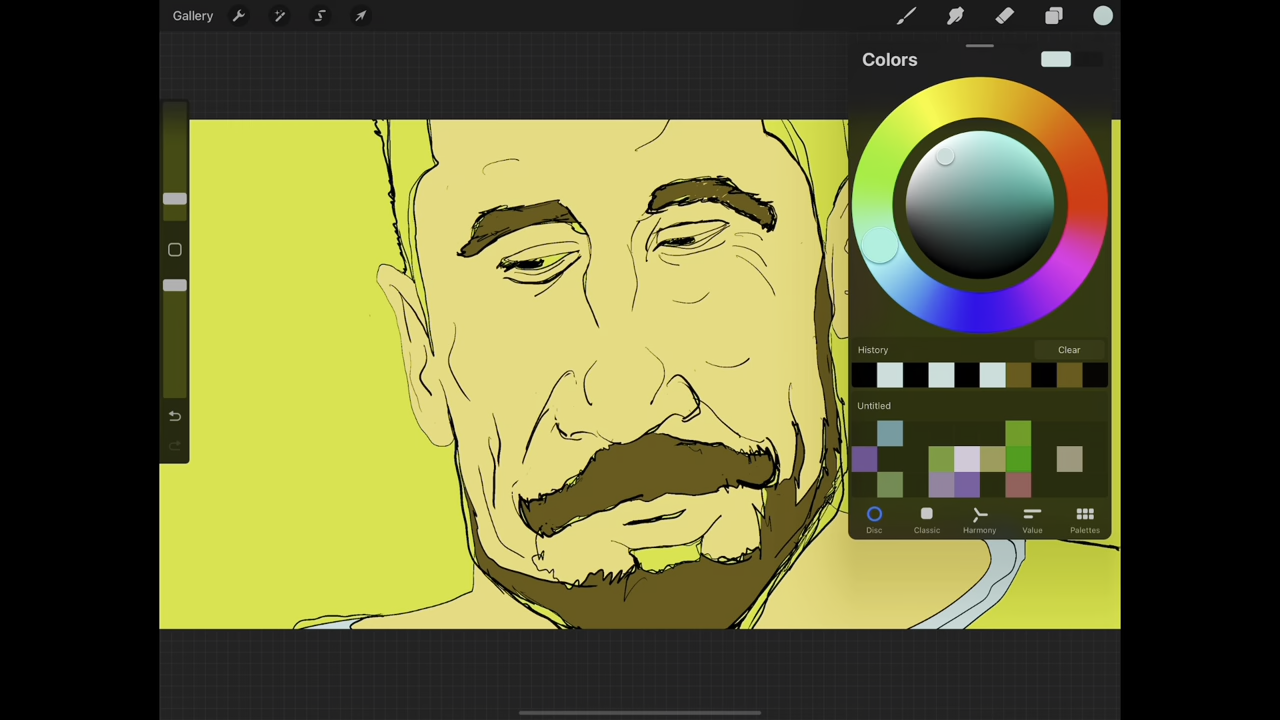 Gallery
Colors
History
Clear
Untitled
Disc
Classic
Harmony
Value
Palettes